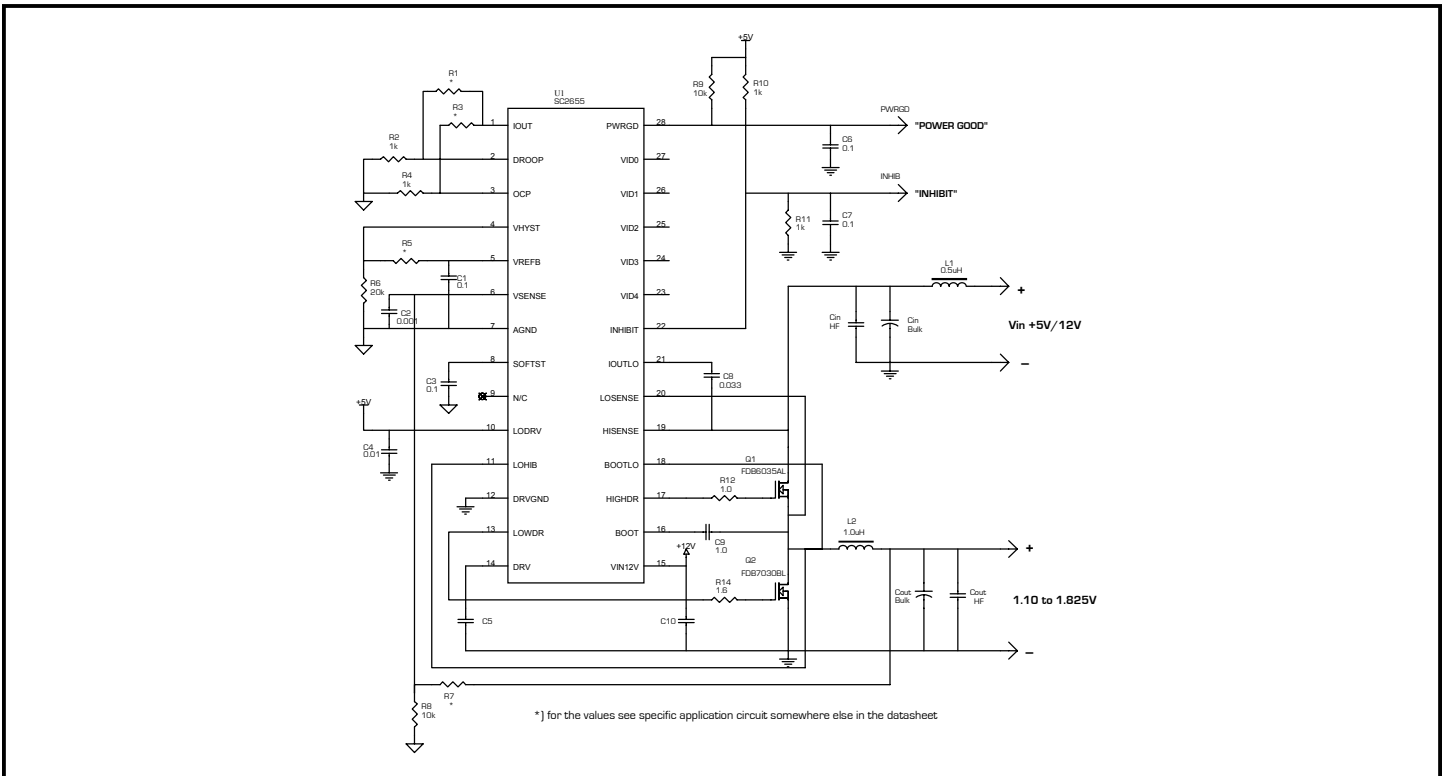 +5V
R1
*
R3
*
R2
1k
R4
1k
R5
*
R6
20k
C1
0.1
C2
0.001
C3
0.1
+5V
C4
0.01
U1
SC2655
1 IOUT
2 DROOP
3 OCP
4 VHYST
5 VREFB
6 VSENSE
7 AGND
8 SOFTST
9 N/C
10 LODRV
11 LOHIB
12 DRVGND
13 LOWDR
14 DRV
PWRGD 28
VID0 27
VID1 26
VID2 25
VID3 24
VID4 23
INHIBIT 22
IOUTLO 21
LOSENSE 20
HISENSE 19
BOOTLO 18
HIGHDR 17
BOOT 16
VIN12V 15
R9
10k
R10
1k
PWRGD
"POWER GOOD"
C6
0.1
INHIB
"INHIBIT"
R11
1k
C7
0.1
L1
0.5uH
+
Cin
HF
Cin
Bulk
Vin +5V/12V
–
C8
0.033
Q1
FDB6035AL
R12
1.0
C9
1.0
+12V
L2
1.0uH
+
Q2
FDB7030BL
R14
1.6
Cout
Bulk
Cout
HF
1.10 to 1.825V
C5
C10
–
R7
*
R8
10k
*) for the values see specific application circuit somewhere else in the datasheet